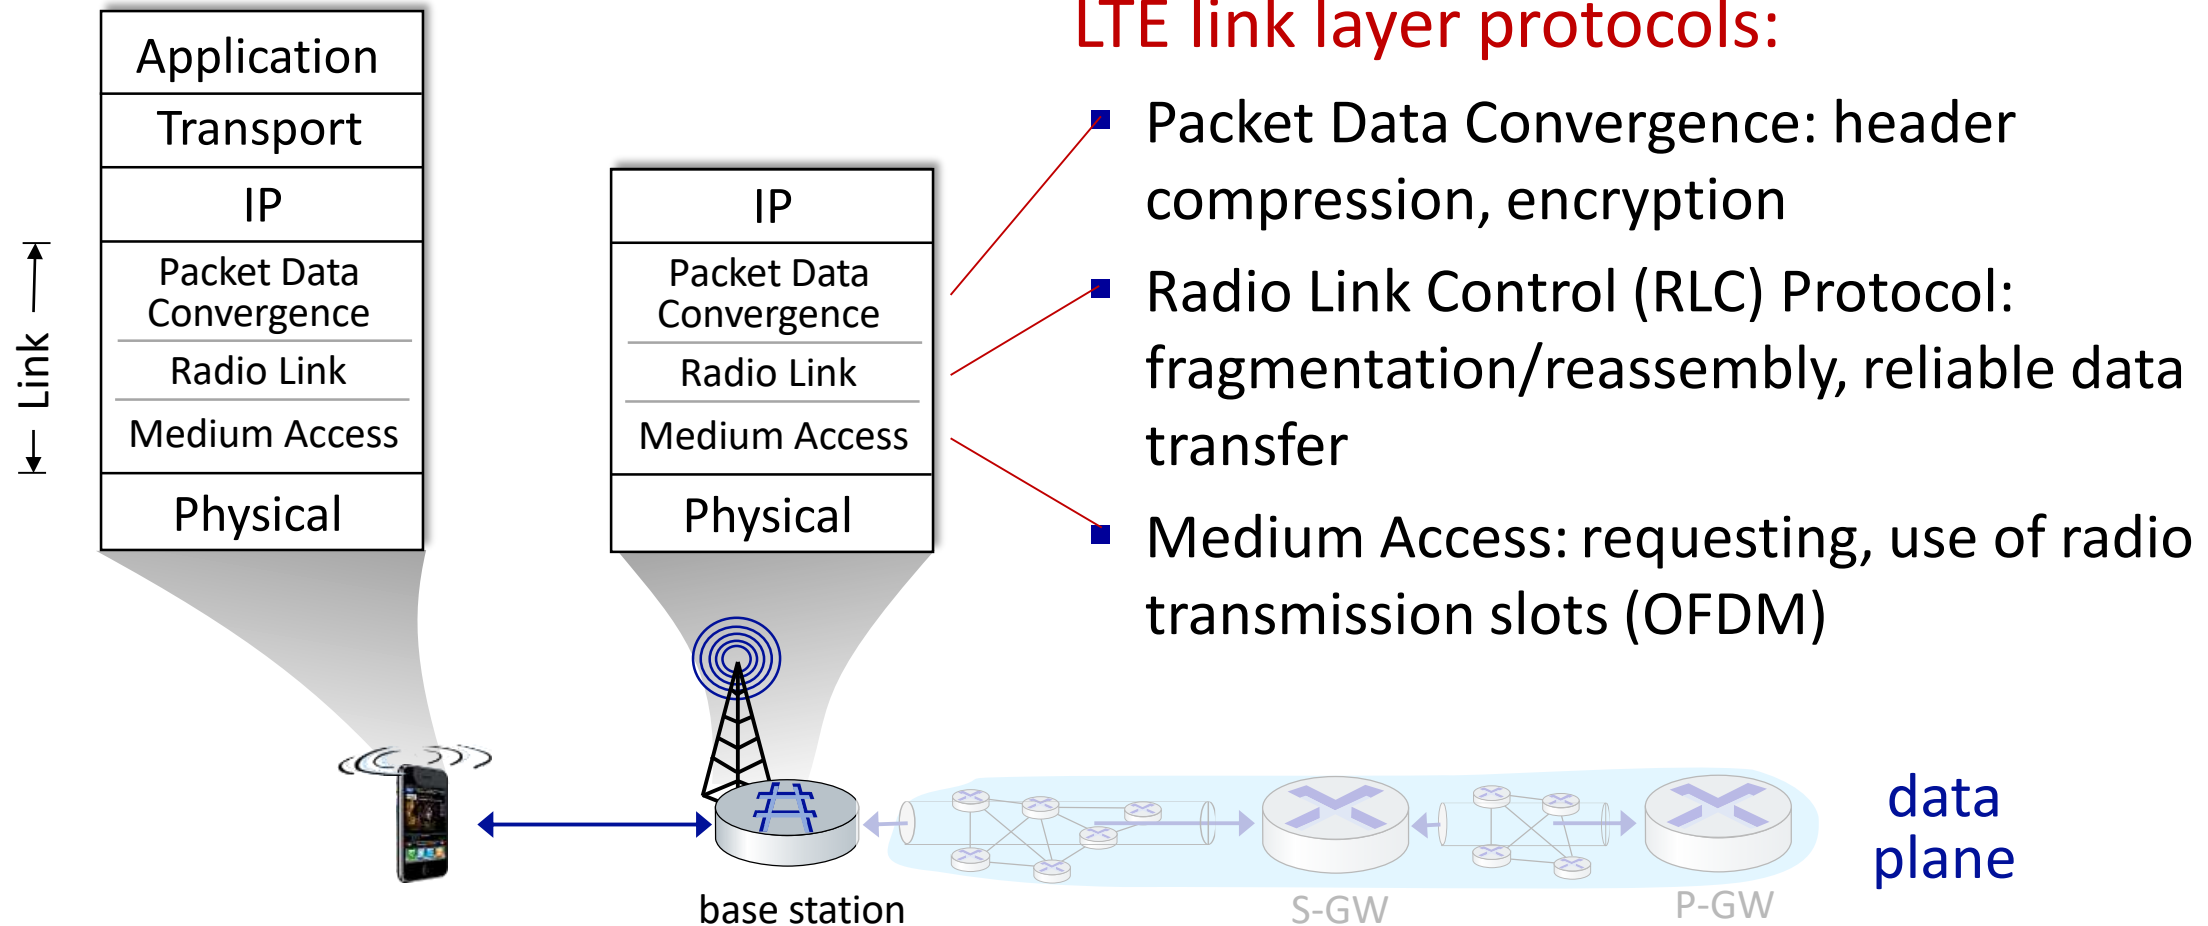 LTE link layer protocols:
Packet Data Convergence: header
compression, encryption
Radio Link Control (RLC) Protocol:
fragmentation/reassembly, reliable data
transfer
Medium Access: requesting, use of radio
transmission slots (OFDM)
Application
Transport
IP
Packet Data
Convergence
Radio Link
Medium Access
Physical
Link
IP
Packet Data
Convergence
Radio Link
Medium Access
Physical
base station
S-GW
P-GW
data
plane